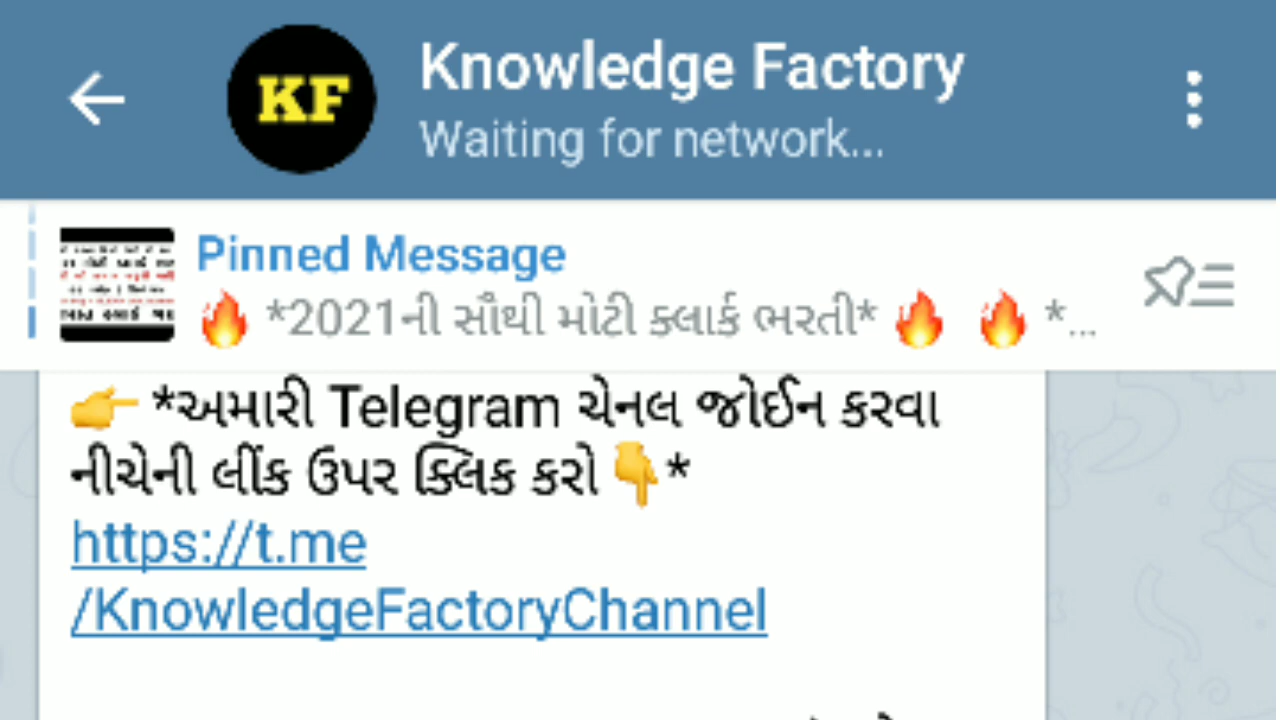 KF
Knowledge Factory
Waiting for network...
Pinned Message
🔥 *2021ની સૌથી મોટી ક્લાર્ક ભરતી* 🔥 🔥 *...
👉 *અમારી Telegram ચેનલ જોઈન કરવા
નીચેની લીંક ઉપર ક્લિક કરો 👇*
https://t.me
/KnowledgeFactoryChannel